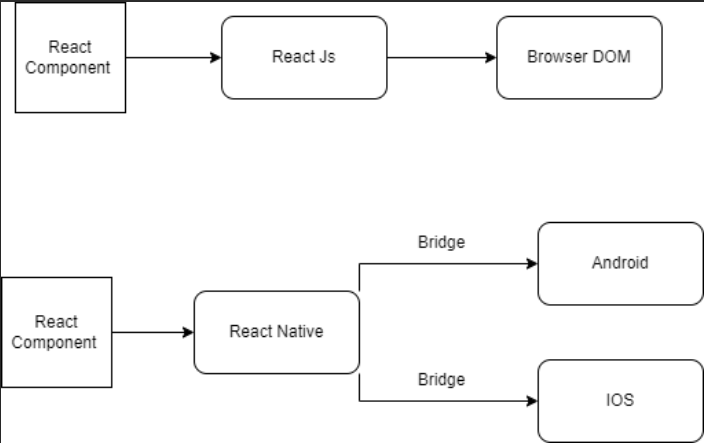 React
Component
React Js
Browser DOM
Bridge
Android
React
Component
React Native
Bridge
IOS